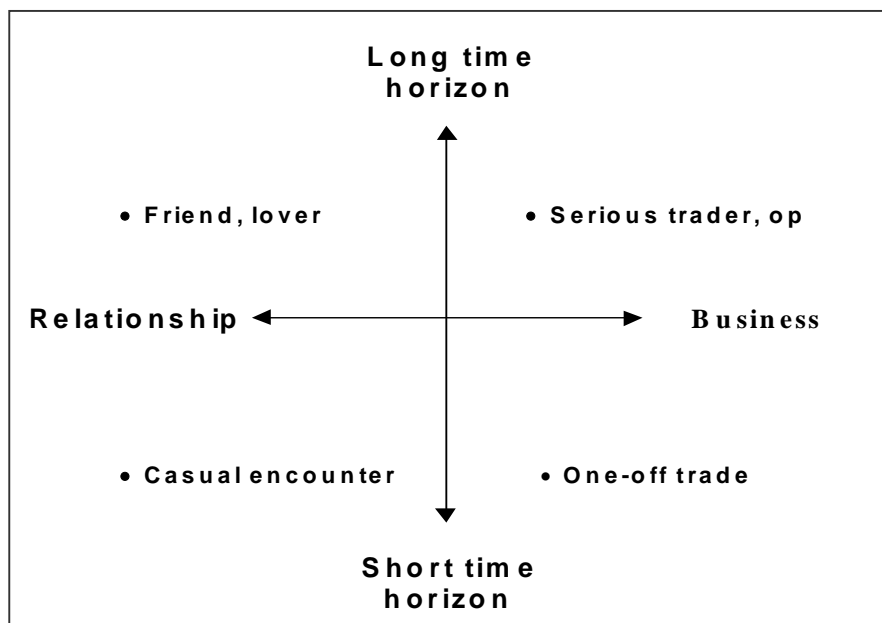 Long time
horizon
• Friend, lover
• Serious trader, op
Relationship
Business
• Casual encounter
• One-off trade
Short time
horizon